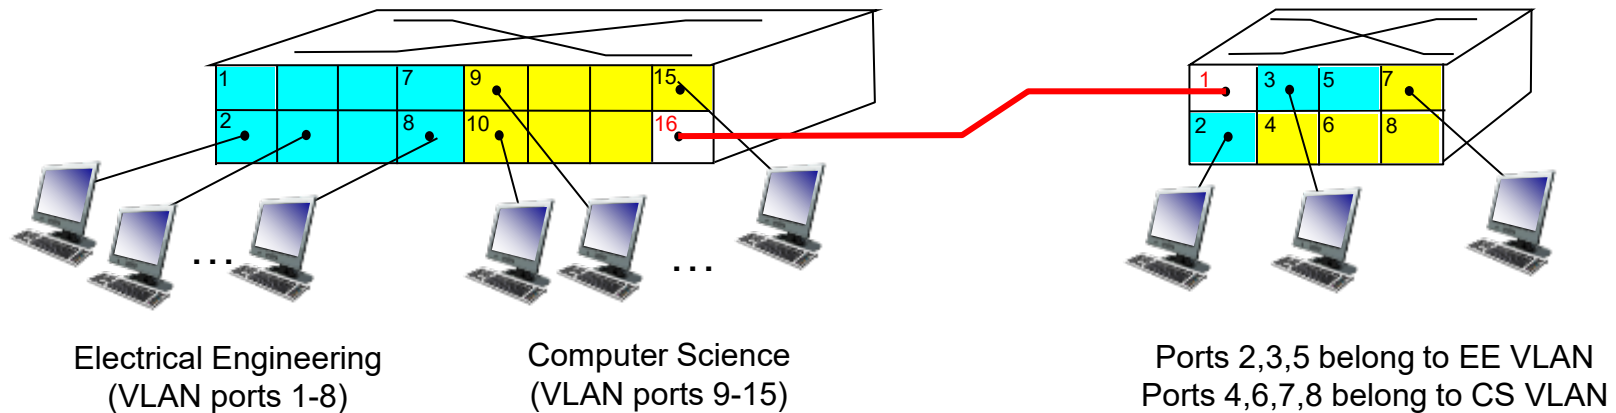 1 7 9 15
2 8 10 16
1 3 5 7
2 4 6 8
...
...
Electrical Engineering
(VLAN ports 1-8)
Computer Science
(VLAN ports 9-15)
Ports 2,3,5 belong to EE VLAN
Ports 4,6,7,8 belong to CS VLAN